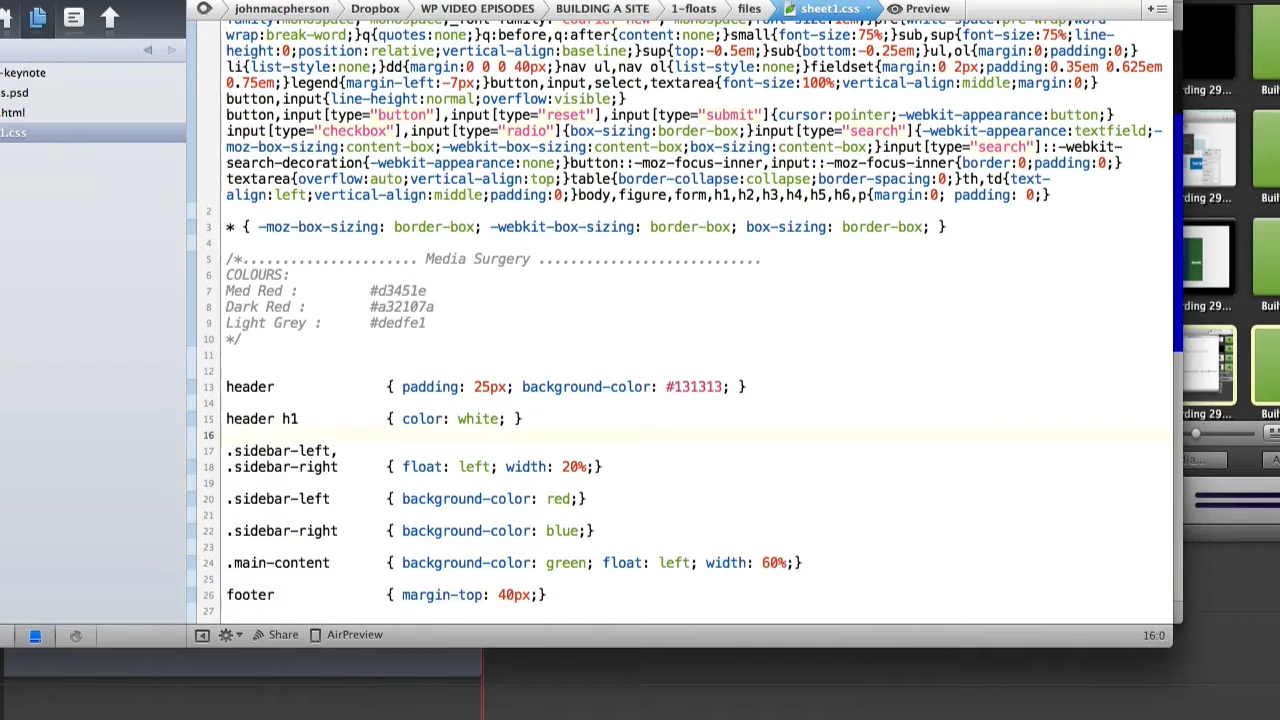 johnmacpherson Dropbox WP VIDEO EPISODES BUILDING A SITE 1-floats files sheet1.css Preview
wrap:break-word;}q{quotes:none;}q:before,q:after{content:none;}small{font-size:75%;}sub,sup{font-size:75%;line-
height:0;position:relative;vertical-align:baseline;}sup{top:-0.5em;}sub{bottom:-0.25em;}ul,ol{margin:0;padding:0;}
li{list-style:none;}dd{margin:0 0 0 40px;}nav ul,nav ol{list-style:none;}fieldset{margin:0 2px;padding:0.35em 0.625em
0.75em;}legend{margin-left:-7px;}button,input,select,textarea{font-size:100%;vertical-align:middle;margin:0;}
button,input{line-height:normal;overflow:visible;}
button,input[type="button"],input[type="reset"],input[type="submit"]{cursor:pointer;-webkit-appearance:button;}
input[type="checkbox"],input[type="radio"]{box-sizing:border-box;}input[type="search"]{-webkit-appearance:textfield;-
moz-box-sizing:content-box;-webkit-box-sizing:content-box;box-sizing:content-box;}input[type="search"]::-webkit-
search-decoration{-webkit-appearance:none;}button::-moz-focus-inner,input::-moz-focus-inner{border:0;padding:0;}
textarea{overflow:auto;vertical-align:top;}table{border-collapse:collapse;border-spacing:0;}th,td{text-
align:left;vertical-align:middle;padding:0;}body,figure,form,h1,h2,h3,h4,h5,h6,p{margin:0; padding: 0;}
2
3 * { -moz-box-sizing: border-box; -webkit-box-sizing: border-box; box-sizing: border-box; }
4
5 /*...................... Media Surgery ............................
6 COLOURS:
7 Med Red : #d3451e
8 Dark Red : #a32107a
9 Light Grey : #dedfe1
10 */
11
12
13 header { padding: 25px; background-color: #131313; }
14
15 header h1 { color: white; }
16
17 .sidebar-left,
18 .sidebar-right { float: left; width: 20%;}
19
20 .sidebar-left { background-color: red;}
21
22 .sidebar-right { background-color: blue;}
23
24 .main-content { background-color: green; float: left; width: 60%;}
25
26 footer { margin-top: 40px;}
27
Share AirPreview 16:0
-keynote
s.psd
.html
1.css
ding 29...
ding 29...
ding 29...
ding 29...
Buil
Buil
Buil
Buil